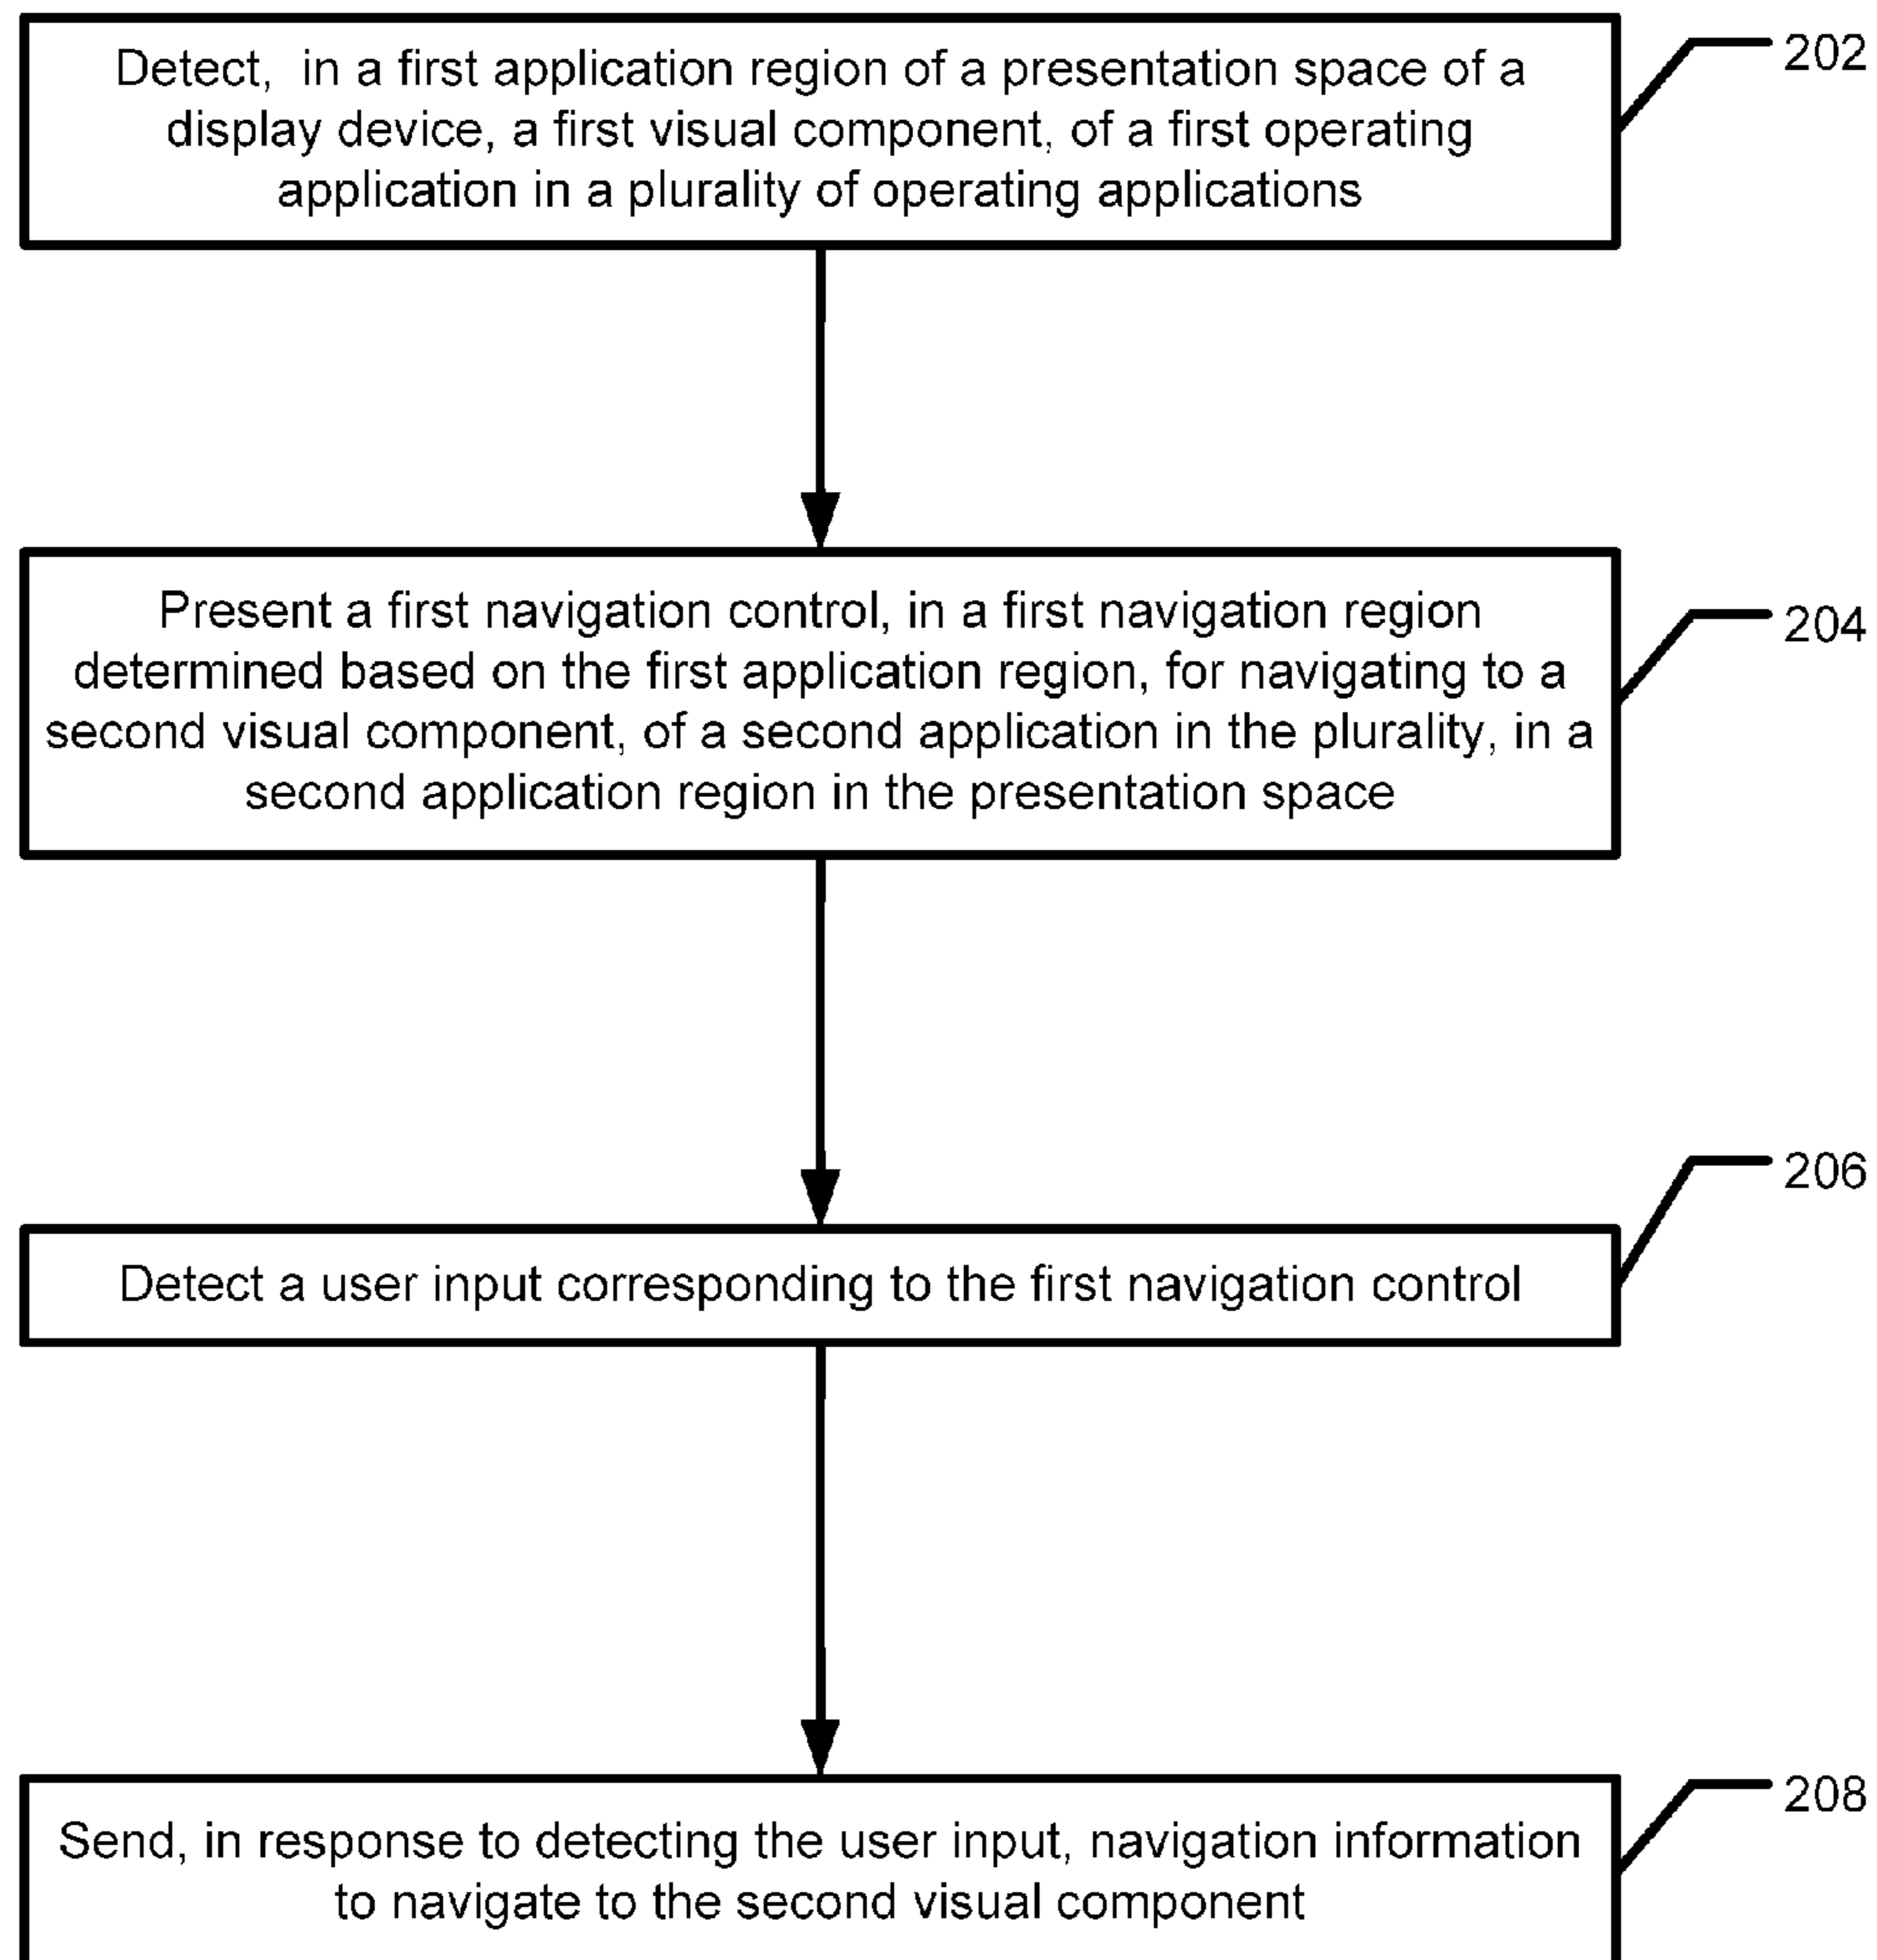 Detect, in a first application region of a presentation space of a
display device, a first visual component, of a first operating
application in a plurality of operating applications
202
Present a first navigation control, in a first navigation region
determined based on the first application region, for navigating to a
second visual component, of a second application in the plurality, in a
second application region in the presentation space
204
Detect a user input corresponding to the first navigation control
206
Send, in response to detecting the user input, navigation information
to navigate to the second visual component
208